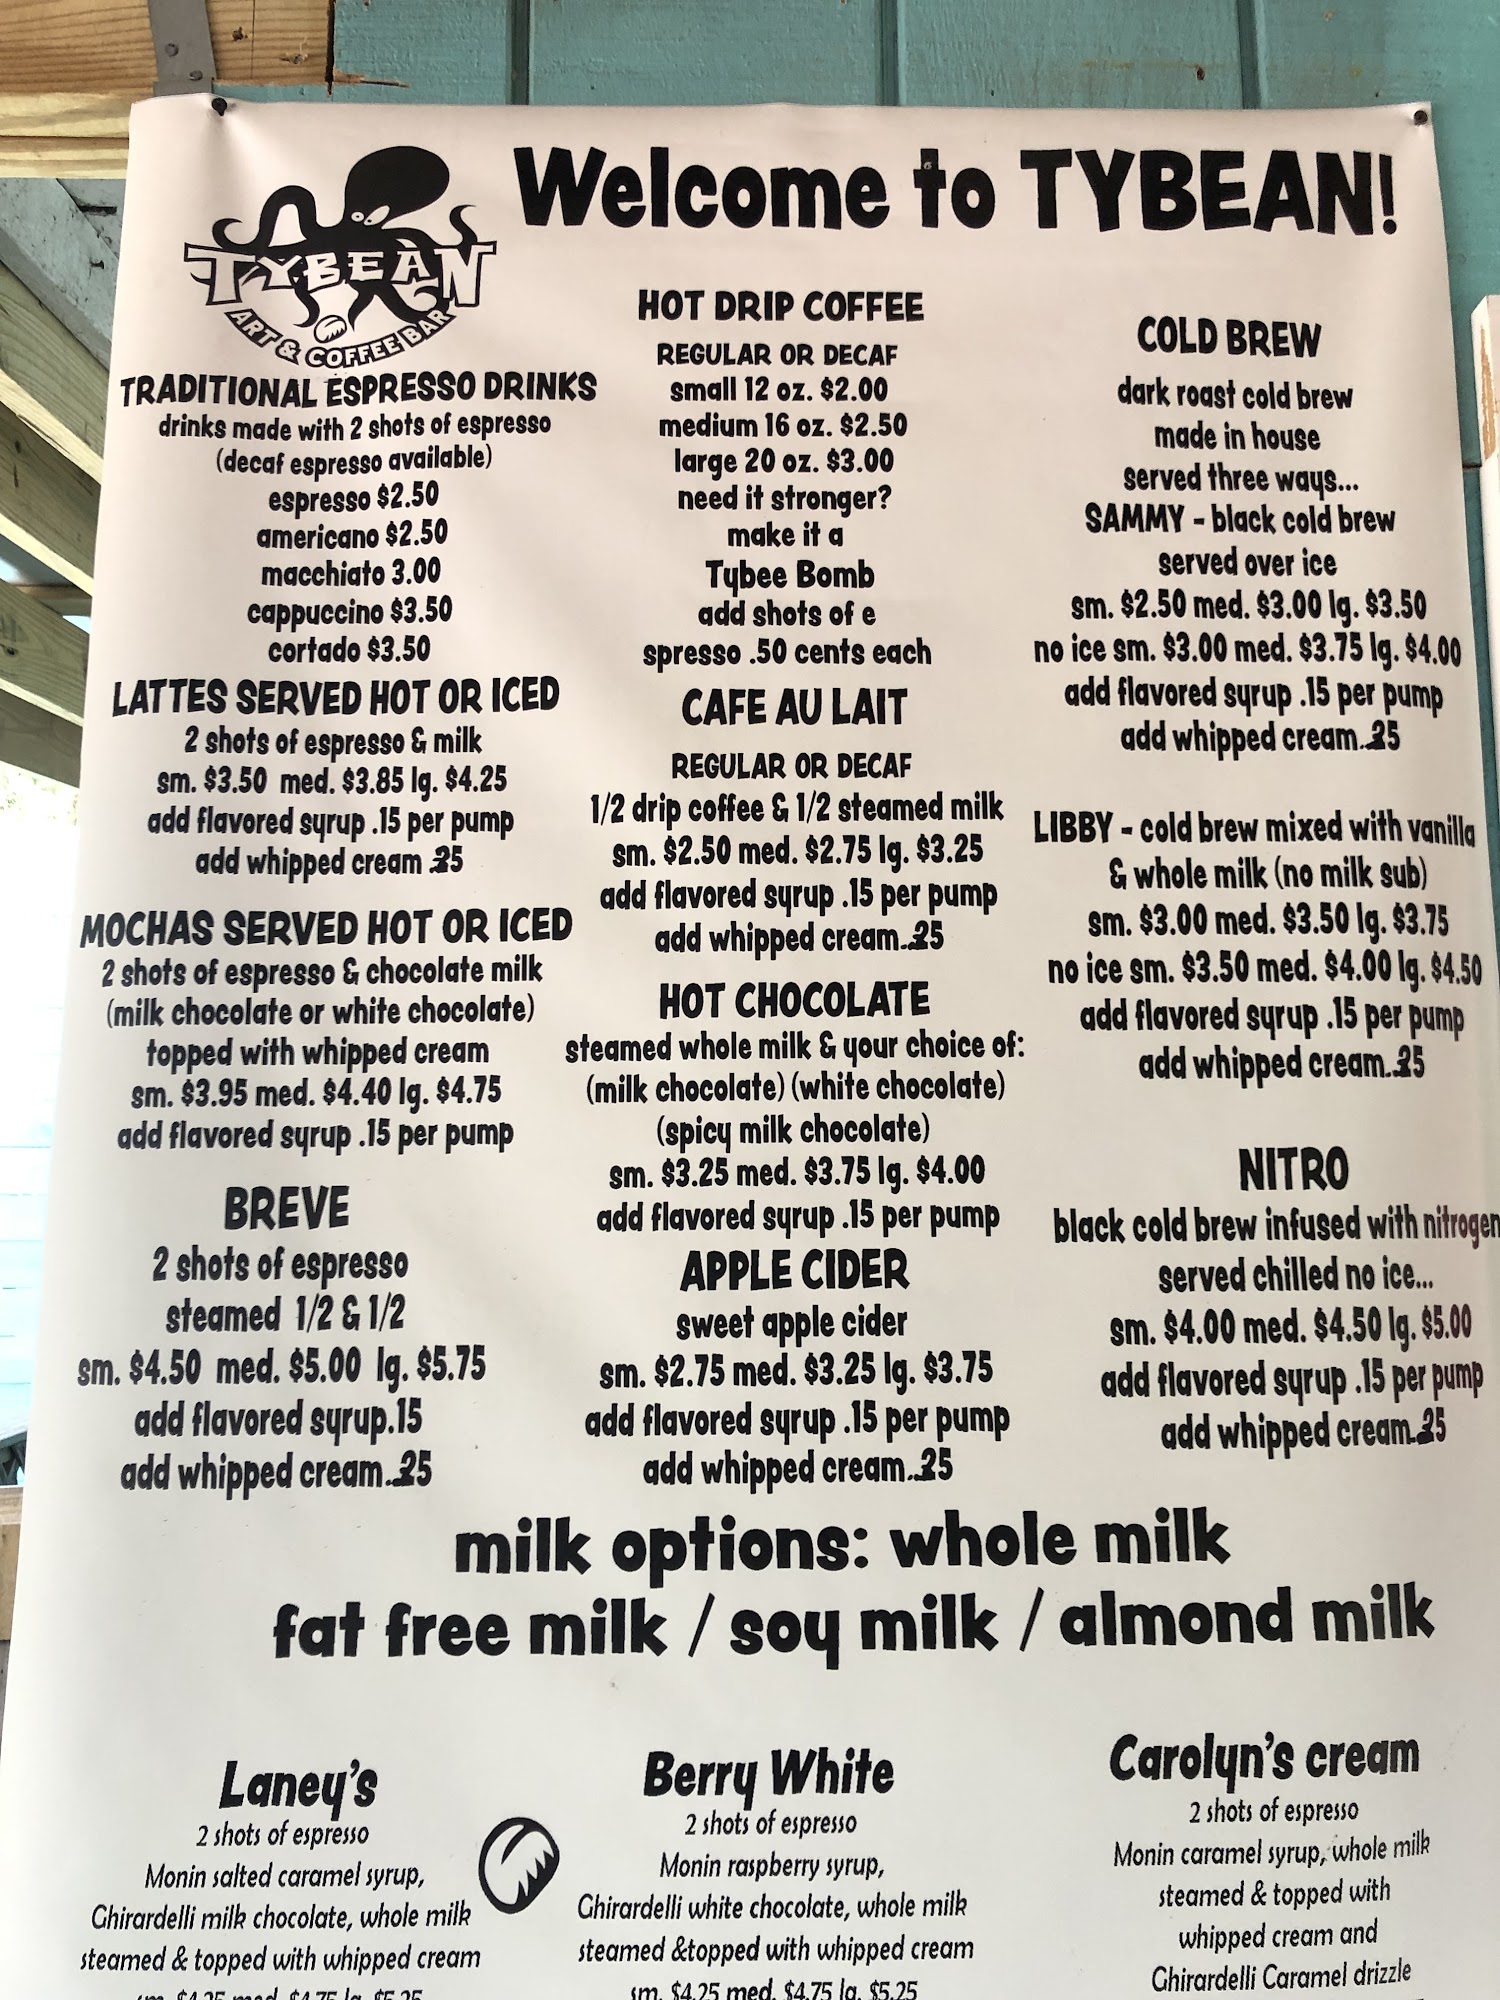 Welcome to TYBEAN!
TYBEAN
ART & COFFEE BAR
TRADITIONAL ESPRESSO DRINKS
drinks made with 2 shots of espresso
(decaf espresso available)
espresso $2.50
americano $2.50
macchiato 3.00
cappuccino $3.50
cortado $3.50
LATTES SERVED HOT OR ICED
2 shots of espresso & milk
sm. $3.50 med. $3.85 lg. $4.25
add flavored syrup .15 per pump
add whipped cream .35
MOCHAS SERVED HOT OR ICED
2 shots of espresso & chocolate milk
(milk chocolate or white chocolate)
topped with whipped cream
sm. $3.95 med. $4.40 lg. $4.75
add flavored syrup .15 per pump
BREVE
2 shots of espresso
steamed 1/2 & 1/2
sm. $4.50 med. $5.00 lg. $5.75
add flavored syrup.15
add whipped cream..35
HOT DRIP COFFEE
REGULAR OR DECAF
small 12 oz. $2.00
medium 16 oz. $2.50
large 20 oz. $3.00
need it stronger?
make it a
Tybee Bomb
add shots of e
spresso .50 cents each
CAFE AU LAIT
REGULAR OR DECAF
1/2 drip coffee & 1/2 steamed milk
sm. $2.50 med. $2.75 lg. $3.25
add flavored syrup .15 per pump
add whipped cream..35
HOT CHOCOLATE
steamed whole milk & your choice of:
(milk chocolate) (white chocolate)
(spicy milk chocolate)
sm. $3.25 med. $3.75 lg. $4.00
add flavored syrup .15 per pump
APPLE CIDER
sweet apple cider
sm. $2.75 med. $3.25 lg. $3.75
add flavored syrup .15 per pump
add whipped cream..35
COLD BREW
dark roast cold brew
made in house
served three ways...
SAMMY - black cold brew
served over ice
sm. $2.50 med. $3.00 lg. $3.50
no ice sm. $3.00 med. $3.75 lg. $4.00
add flavored syrup .15 per pump
add whipped cream..35
LIBBY - cold brew mixed with vanilla
& whole milk (no milk sub)
sm. $3.00 med. $3.50 lg. $3.75
no ice sm. $3.50 med. $4.00 lg. $4.50
add flavored syrup .15 per pump
add whipped cream..35
NITRO
black cold brew infused with nitrogen
served chilled no ice...
sm. $4.00 med. $4.50 lg. $5.00
add flavored syrup .15 per pump
add whipped cream..35
milk options: whole milk
fat free milk / soy milk / almond milk
Laney's
2 shots of espresso
Monin salted caramel syrup,
Ghirardelli milk chocolate, whole milk
steamed & topped with whipped cream
sm. $4.25 med. $4.75 lg. $5.25
Berry White
2 shots of espresso
Monin raspberry syrup,
Ghirardelli white chocolate, whole milk
steamed &topped with whipped cream
sm. $4.25 med. $4.75 lg. $5.25
Carolyn's cream
2 shots of espresso
Monin caramel syrup, whole milk
steamed & topped with
whipped cream and
Ghirardelli Caramel drizzle